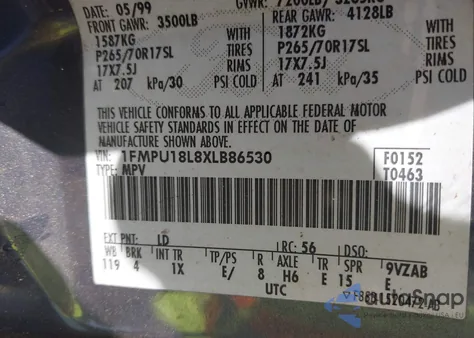 DATE: 05/99 GVWR: 7200LB/
FRONT GAWR: 3500LB REAR GAWR: 4128LB
1587KG WITH 1872KG WITH
P265/70R17SL TIRES P265/70R17SL TIRES
17X7.5J RIMS 17X7.5J RIMS
AT 207 kPa/30 PSI COLD AT 241 kPa/35 PSI COLD
THIS VEHICLE CONFORMS TO ALL APPLICABLE FEDERAL MOTOR
VEHICLE SAFETY STANDARDS IN EFFECT ON THE DATE OF
MANUFACTURE SHOWN ABOVE.
VIN: 1FMPU18L8XLB86530 F0152
TYPE: MPV T0463
EXT PNT: LD RC: 56 DSO:
WB BRK INT TR TP/PS R AXLE TR SPR 9VZAB
119 4 1X E/ 8 H6 E 15 E
UTC
autoSnap